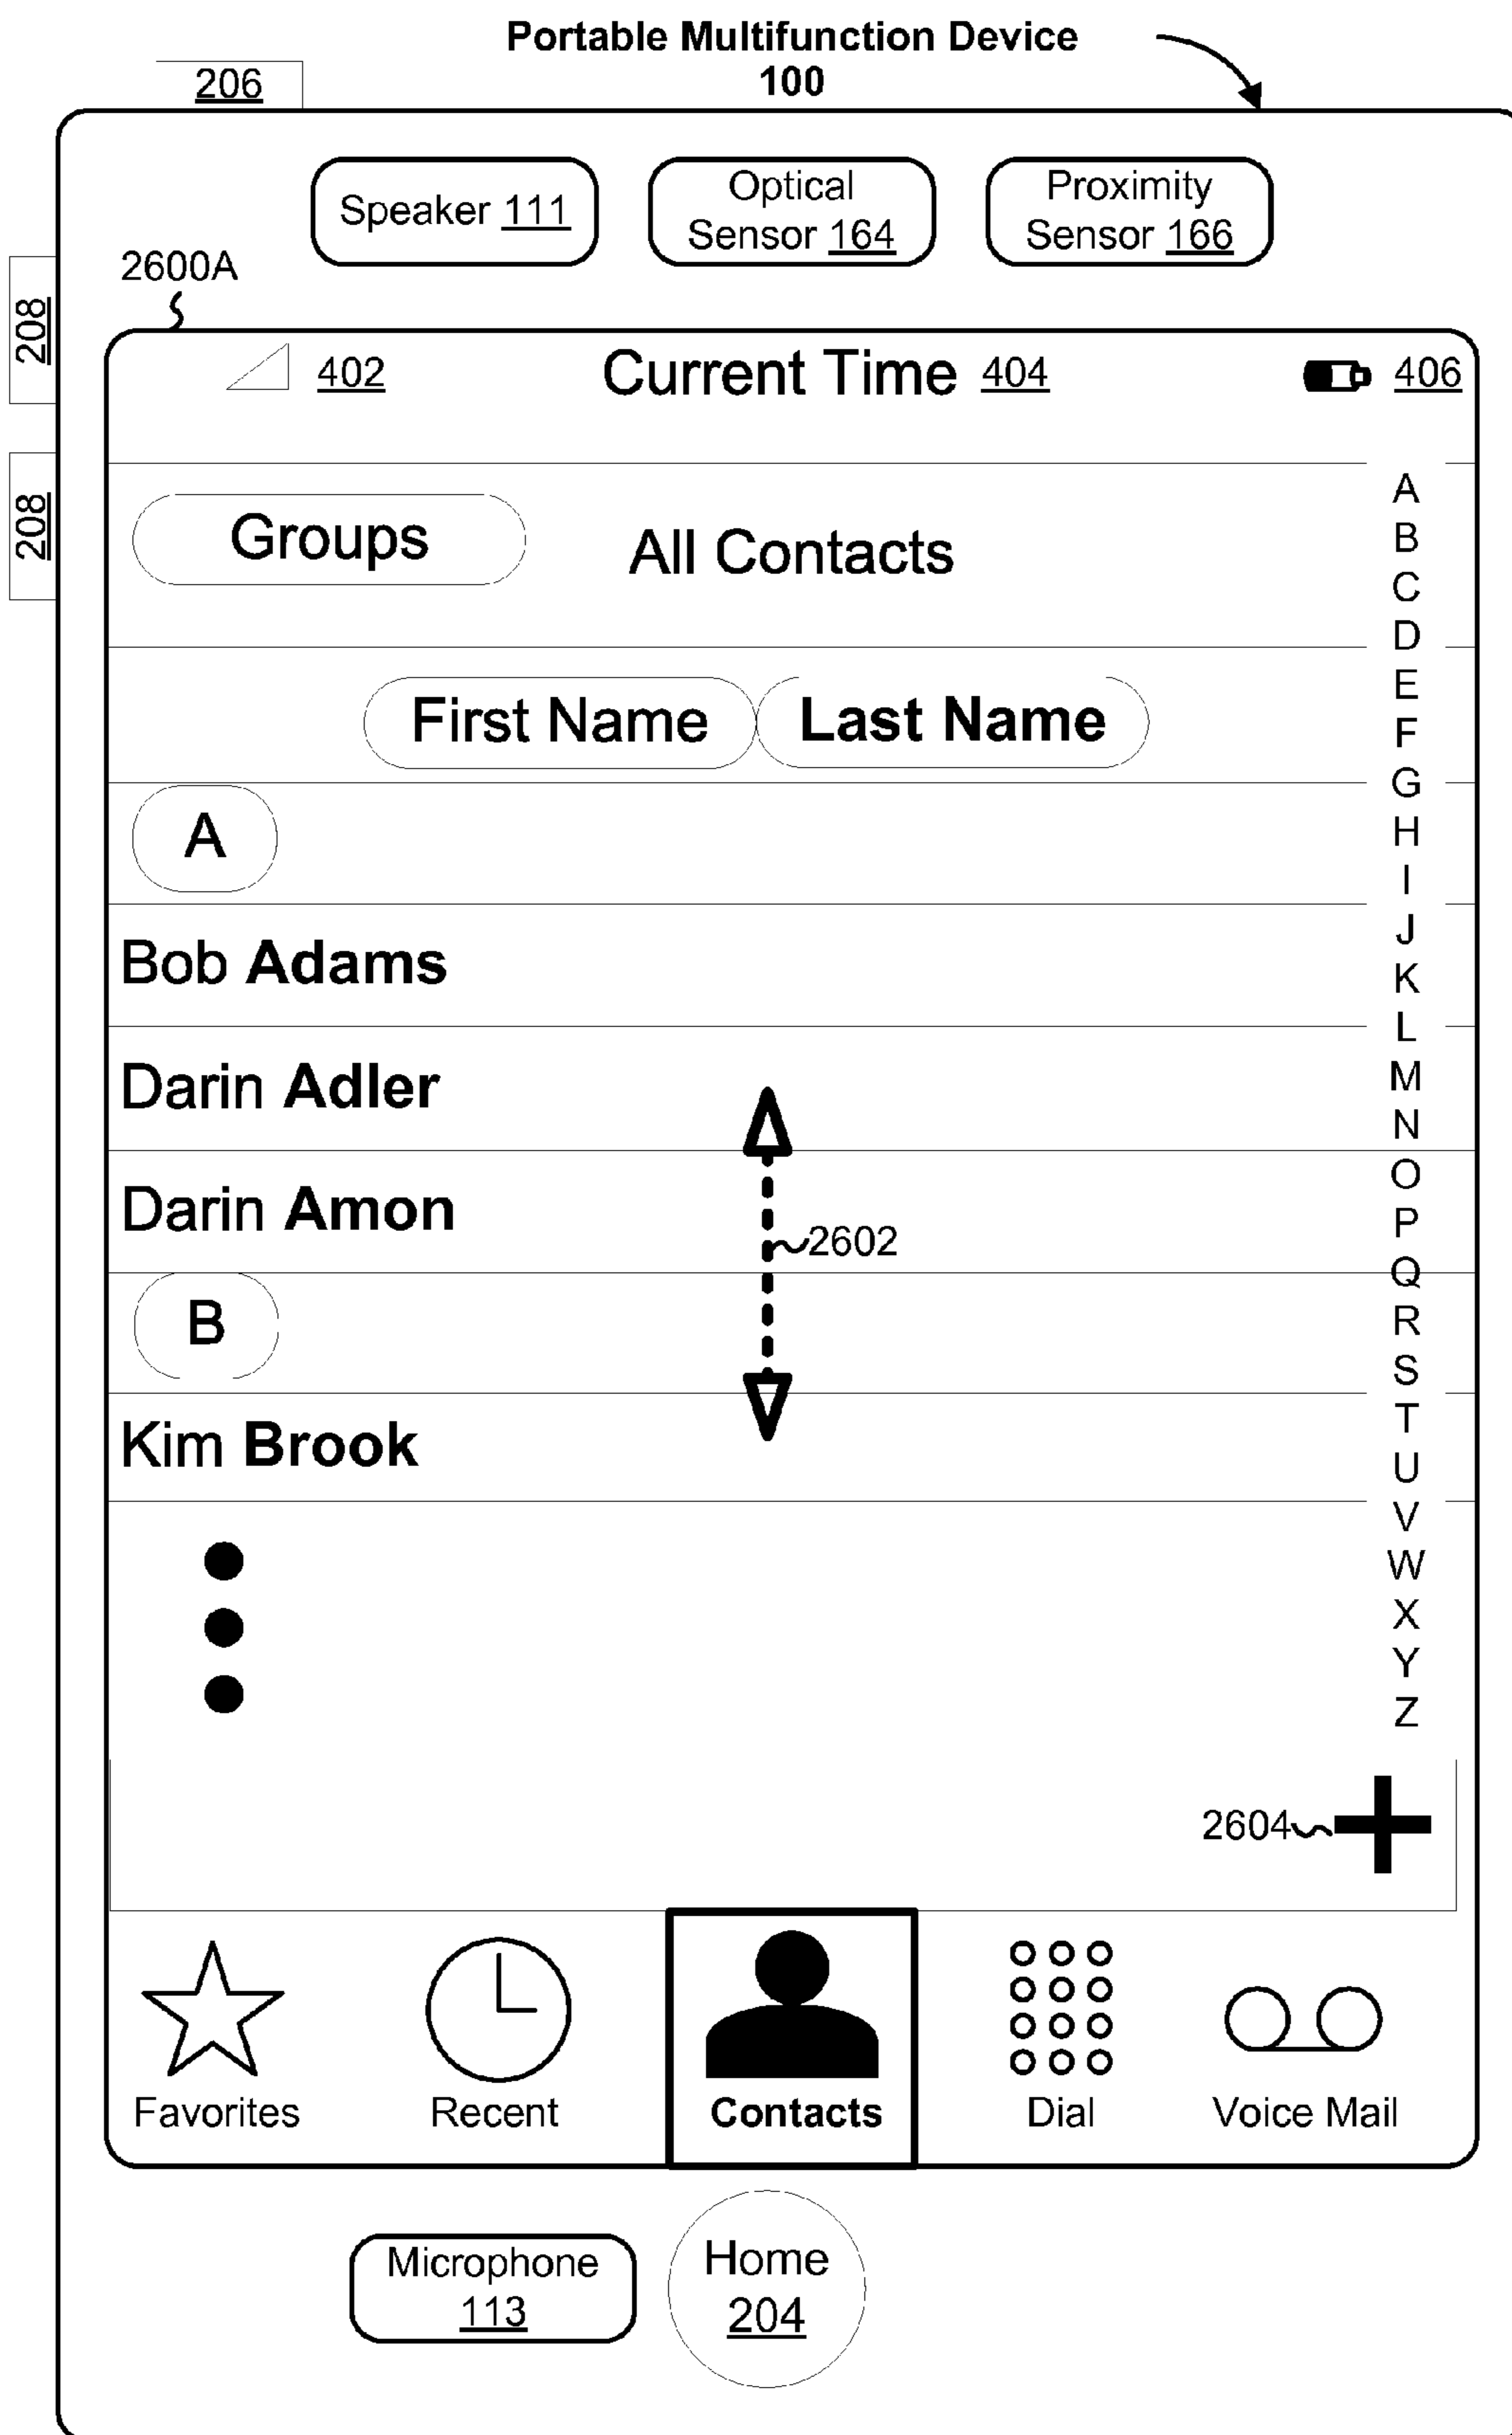 Portable Multifunction Device
100
206
Speaker 111
Optical
Sensor 164
Proximity
Sensor 166
2600A
208
208
402
Current Time 404
406
Groups
All Contacts
First Name
Last Name
A
Bob Adams
Darin Adler
Darin Amon
2602
B
Kim Brook
A
B
C
D
E
F
G
H
I
J
K
L
M
N
O
P
Q
R
S
T
U
V
W
X
Y
Z
2604
Favorites
Recent
Contacts
Dial
Voice Mail
Microphone
113
Home
204